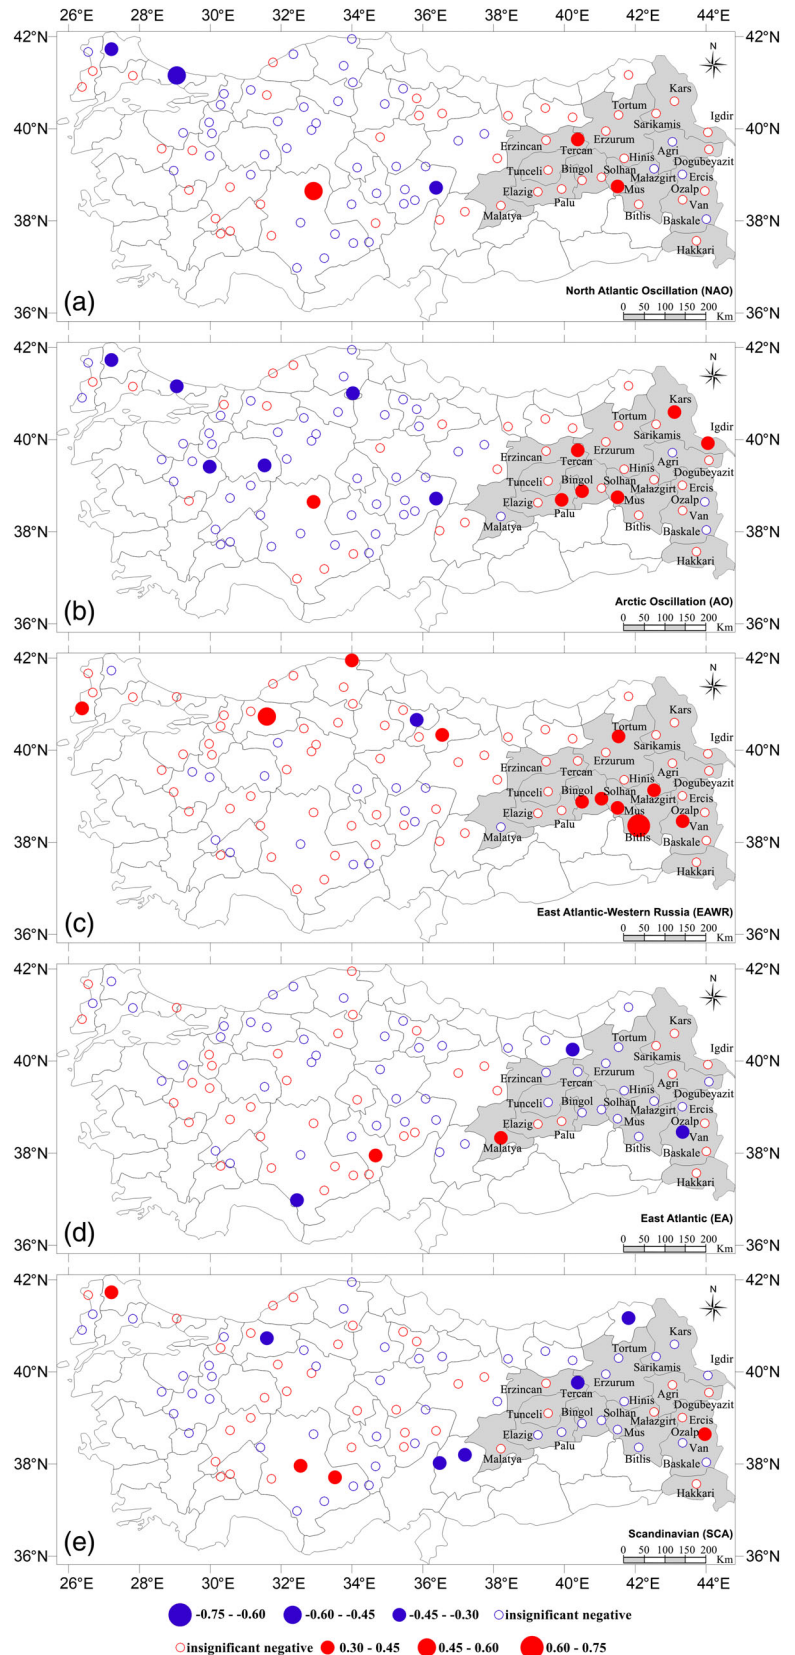 26°E 28°E 30°E 32°E 34°E 36°E 38°E 40°E 42°E 44°E
42°N 42°N
N
Kars
Tortum
Igdir
Sarikamis
40°N 40°N
Erzincan Erzurum Agri
Tercan Hinis Dogubeyazit
Tunceli Bingol Solhan Ercis
Malazgirt
Elazig Mus Ozalp
Palu Van
Malatya Bitlis
38°N 38°N
Baskale
Hakkari
(a)
North Atlantic Oscillation (NAO)
0 50 100 150 200
Km
36°N 36°N
42°N 42°N
N
Kars
Tortum
Igdir
Sarikamis
40°N 40°N
Erzurum Agri
Erzincan Tercan Hinis Dogubeyazit
Tunceli Bingol Solhan Malazgirt Ercis
Elazig Mus Ozalp
Palu Van
Malatya Bitlis
38°N 38°N
Baskale
Hakkari
(b)
Arctic Oscillation (AO)
0 50 100 150 200
Km
36°N 36°N
42°N 42°N
N
Kars
Tortum
Igdir
Sarikamis
40°N 40°N
Erzurum Agri
Erzincan Tercan Hinis Dogubeyazit
Tunceli Bingol Solhan Malazgirt Ercis
Elazig Mus Ozalp
Palu Van
Malatya Bitlis
38°N 38°N
Baskale
Hakkari
(c)
East Atlantic-Western Russia (EAWR)
0 50 100 150 200
Km
36°N 36°N
42°N 42°N
N
Kars
Tortum
Igdir
Sarikamis
40°N 40°N
Erzurum Agri
Erzincan Tercan Hinis Dogubeyazit
Tunceli Bingol Solhan Malazgirt Ercis
Elazig Mus Ozalp
Palu Van
Malatya Bitlis
38°N 38°N
Baskale
Hakkari
(d)
East Atlantic (EA)
0 50 100 150 200
Km
36°N 36°N
42°N 42°N
N
Kars
Tortum
Igdir
Sarikamis
40°N 40°N
Erzurum Agri
Erzincan Tercan Hinis Dogubeyazit
Tunceli Bingol Solhan Malazgirt Ercis
Elazig Mus Ozalp
Palu Van
Malatya Bitlis
38°N 38°N
Baskale
Hakkari
(e)
Scandinavian (SCA)
0 50 100 150 200
Km
36°N 36°N
26°E 28°E 30°E 32°E 34°E 36°E 38°E 40°E 42°E 44°E
-0.75 - -0.60 -0.60 - -0.45 -0.45 - -0.30 insignificant negative
insignificant negative 0.30 - 0.45 0.45 - 0.60 0.60 - 0.75